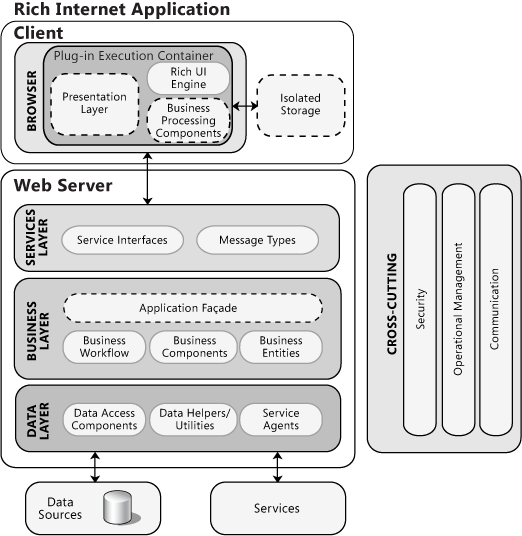 Rich Internet Application
Client
BROWSER
Plug-in Execution Container
Presentation
Layer
Rich UI
Engine
Business
Processing
Components
Isolated
Storage
Web Server
SERVICES
LAYER
Service Interfaces
Message Types
BUSINESS
LAYER
Application Façade
Business
Workflow
Business
Components
Business
Entities
DATA
LAYER
Data Access
Components
Data Helpers/
Utilities
Service
Agents
CROSS-CUTTING
Security
Operational Management
Communication
Data
Sources
Services